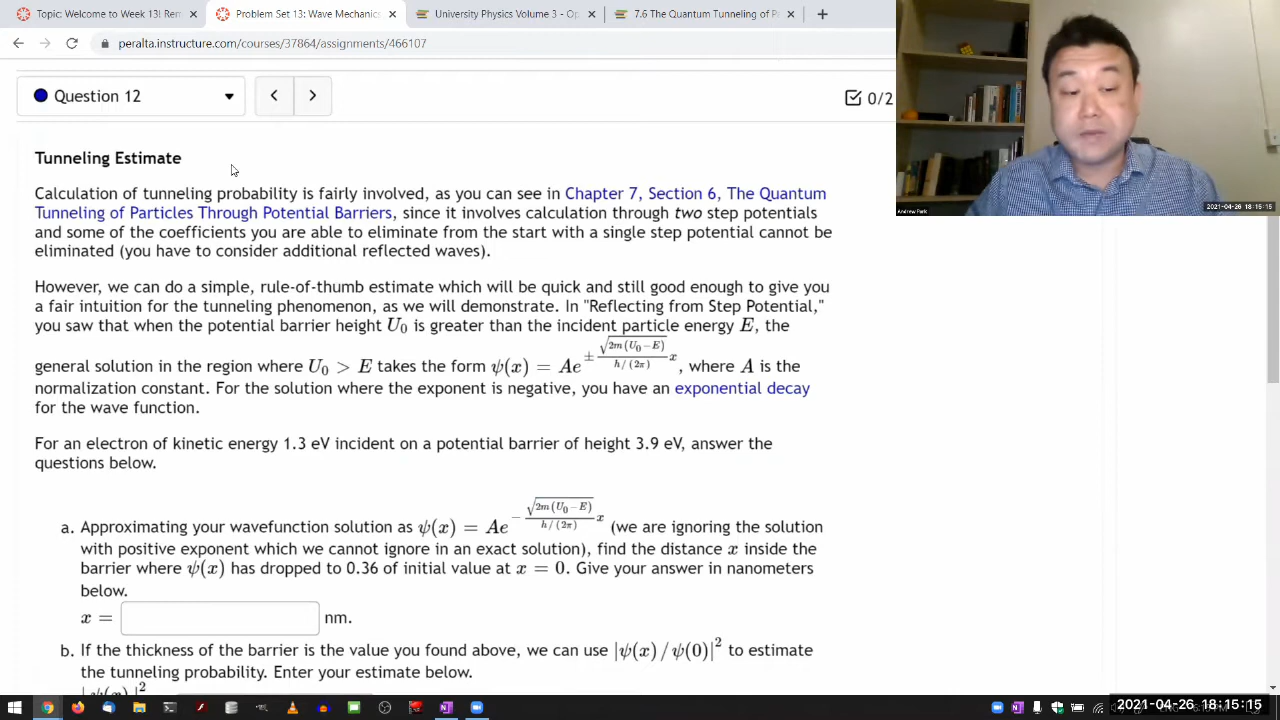 Topic 13: Re
Problems 13: Wave M
University Physics Volume 3 - Op
7.6 The Quantum Tunneling of P
peralta.instructure.com/courses/37864/assignments/466107
Question 12
0/2
Andrew Park
2021-04-26 18:15:15
Tunneling Estimate
Calculation of tunneling probability is fairly involved, as you can see in Chapter 7, Section 6, The Quantum
Tunneling of Particles Through Potential Barriers, since it involves calculation through two step potentials
and some of the coefficients you are able to eliminate from the start with a single step potential cannot be
eliminated (you have to consider additional reflected waves).
However, we can do a simple, rule-of-thumb estimate which will be quick and still good enough to give you
a fair intuition for the tunneling phenomenon, as we will demonstrate. In "Reflecting from Step Potential,"
you saw that when the potential barrier height U₀ is greater than the incident particle energy E, the
general solution in the region where U₀ > E takes the form ψ(x) = Ae^(±(√(2m(U₀−E))/(h/(2π)))x), where A is the
normalization constant. For the solution where the exponent is negative, you have an exponential decay
for the wave function.
For an electron of kinetic energy 1.3 eV incident on a potential barrier of height 3.9 eV, answer the
questions below.
a. Approximating your wavefunction solution as ψ(x) = Ae^(−(√(2m(U₀−E))/(h/(2π)))x) (we are ignoring the solution
with positive exponent which we cannot ignore in an exact solution), find the distance x inside the
barrier where ψ(x) has dropped to 0.36 of initial value at x = 0. Give your answer in nanometers
below.
x = nm.
b. If the thickness of the barrier is the value you found above, we can use |ψ(x)/ψ(0)|² to estimate
the tunneling probability. Enter your estimate below.
2021-04-26 18:15:15